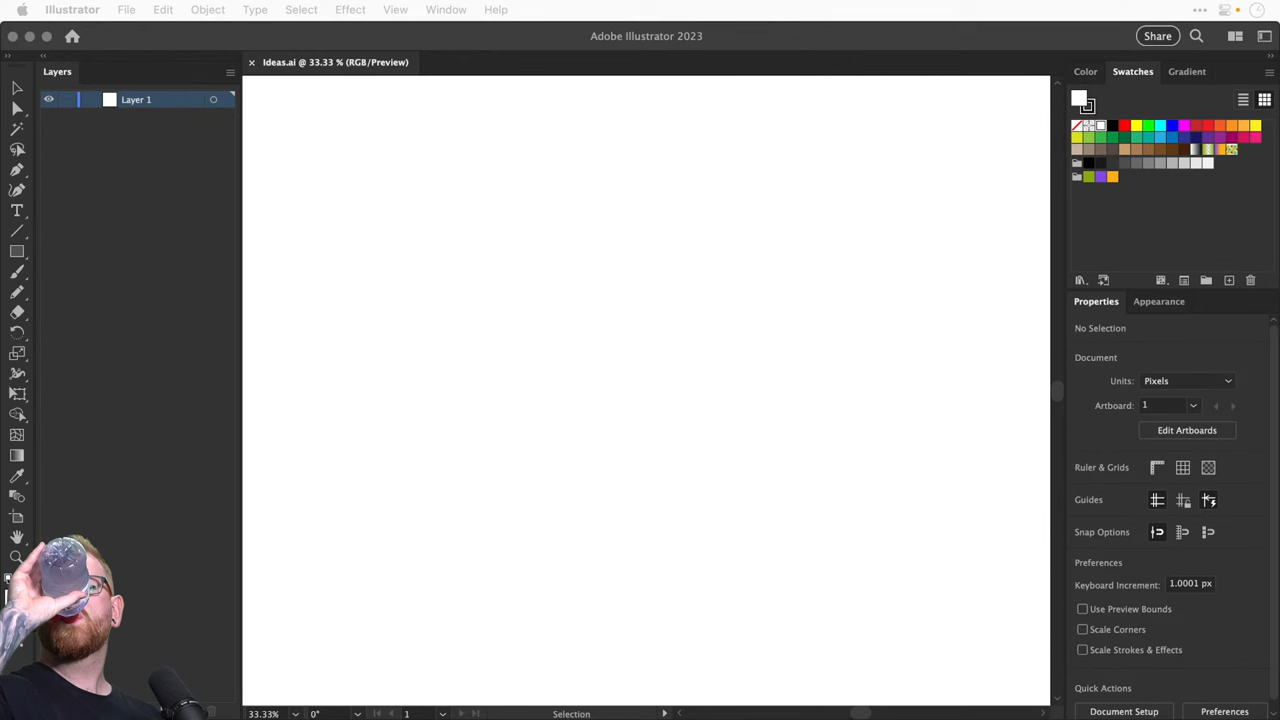 Illustrator File Edit Object Type Select Effect View Window Help
Adobe Illustrator 2023
Share
Layers
Ideas.ai @ 33.33 % (RGB/Preview)
Color Swatches Gradient
Layer 1
Properties Appearance
No Selection
Document
Units: Pixels
Artboard: 1
Edit Artboards
Ruler & Grids
Guides
Snap Options
Preferences
Keyboard Increment: 1.0001 px
Use Preview Bounds
Scale Corners
Scale Strokes & Effects
Quick Actions
Document Setup Preferences
33.33% 0° 1 Selection